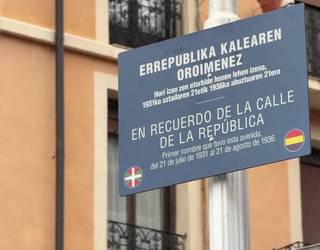 ERREPUBLIKA KALEAREN
OROIMENEZ
Hori izan zen etorbide honen lehen izena,
1931ko uztailaren 21etik 1936ko abuztuaren 21era
EN RECUERDO DE LA CALLE
DE LA REPÚBLICA
Primer nombre que tuvo esta avenida,
del 21 de julio de 1931 al 21 de agosto de 1936